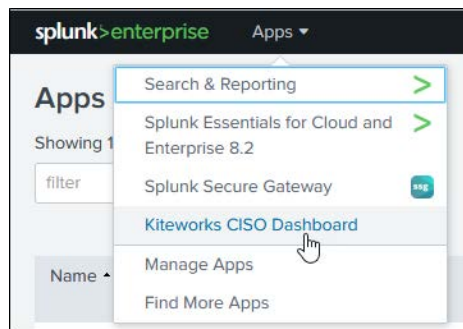 splunk>enterprise Apps ▾
Apps
Showing 1
filter
Name
Search & Reporting
Splunk Essentials for Cloud and
Enterprise 8.2
Splunk Secure Gateway
ssg
Kiteworks CISO Dashboard
Manage Apps
Find More Apps